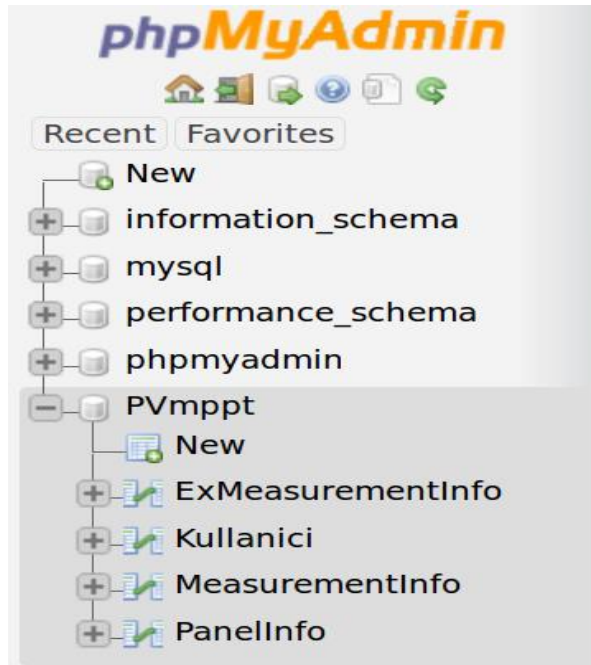 phpMyAdmin
Recent Favorites
New
information_schema
mysql
performance_schema
phpmyadmin
PVmppt
New
ExMeasurementInfo
Kullanici
MeasurementInfo
PanelInfo